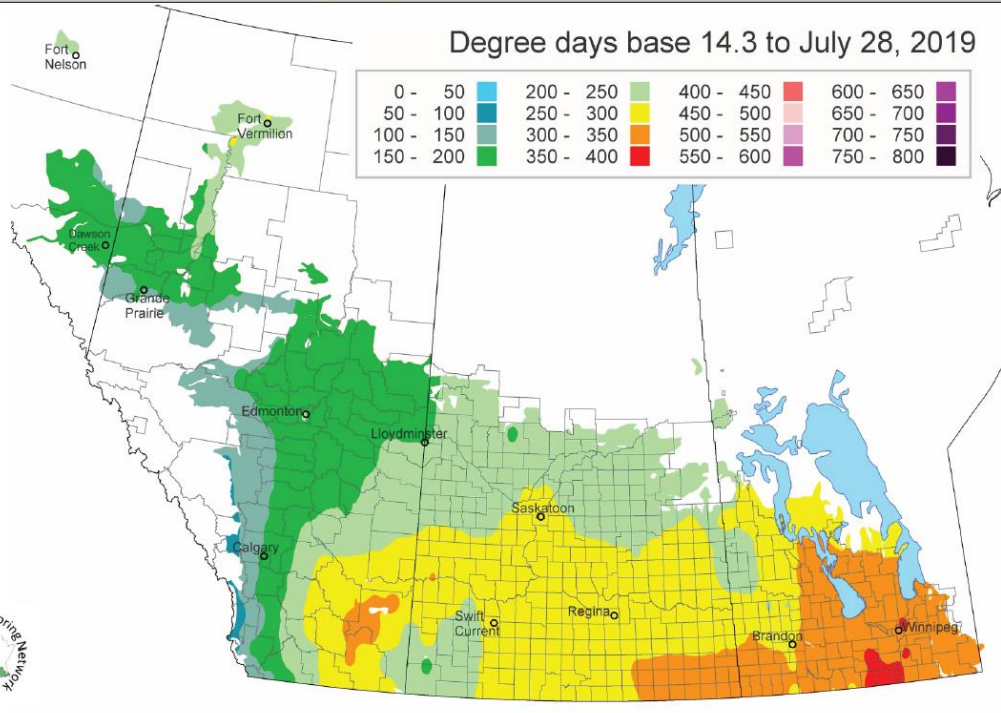 Degree days base 14.3 to July 28, 2019
0 - 50
50 - 100
100 - 150
150 - 200
200 - 250
250 - 300
300 - 350
350 - 400
400 - 450
450 - 500
500 - 550
550 - 600
600 - 650
650 - 700
700 - 750
750 - 800
Fort
Nelson
Fort
Vermilion
Dawson
Creek
Grande
Prairie
Edmonton
Lloydminster
Saskatoon
Calgary
Swift
Current
Regina
Brandon
Winnipeg
Network